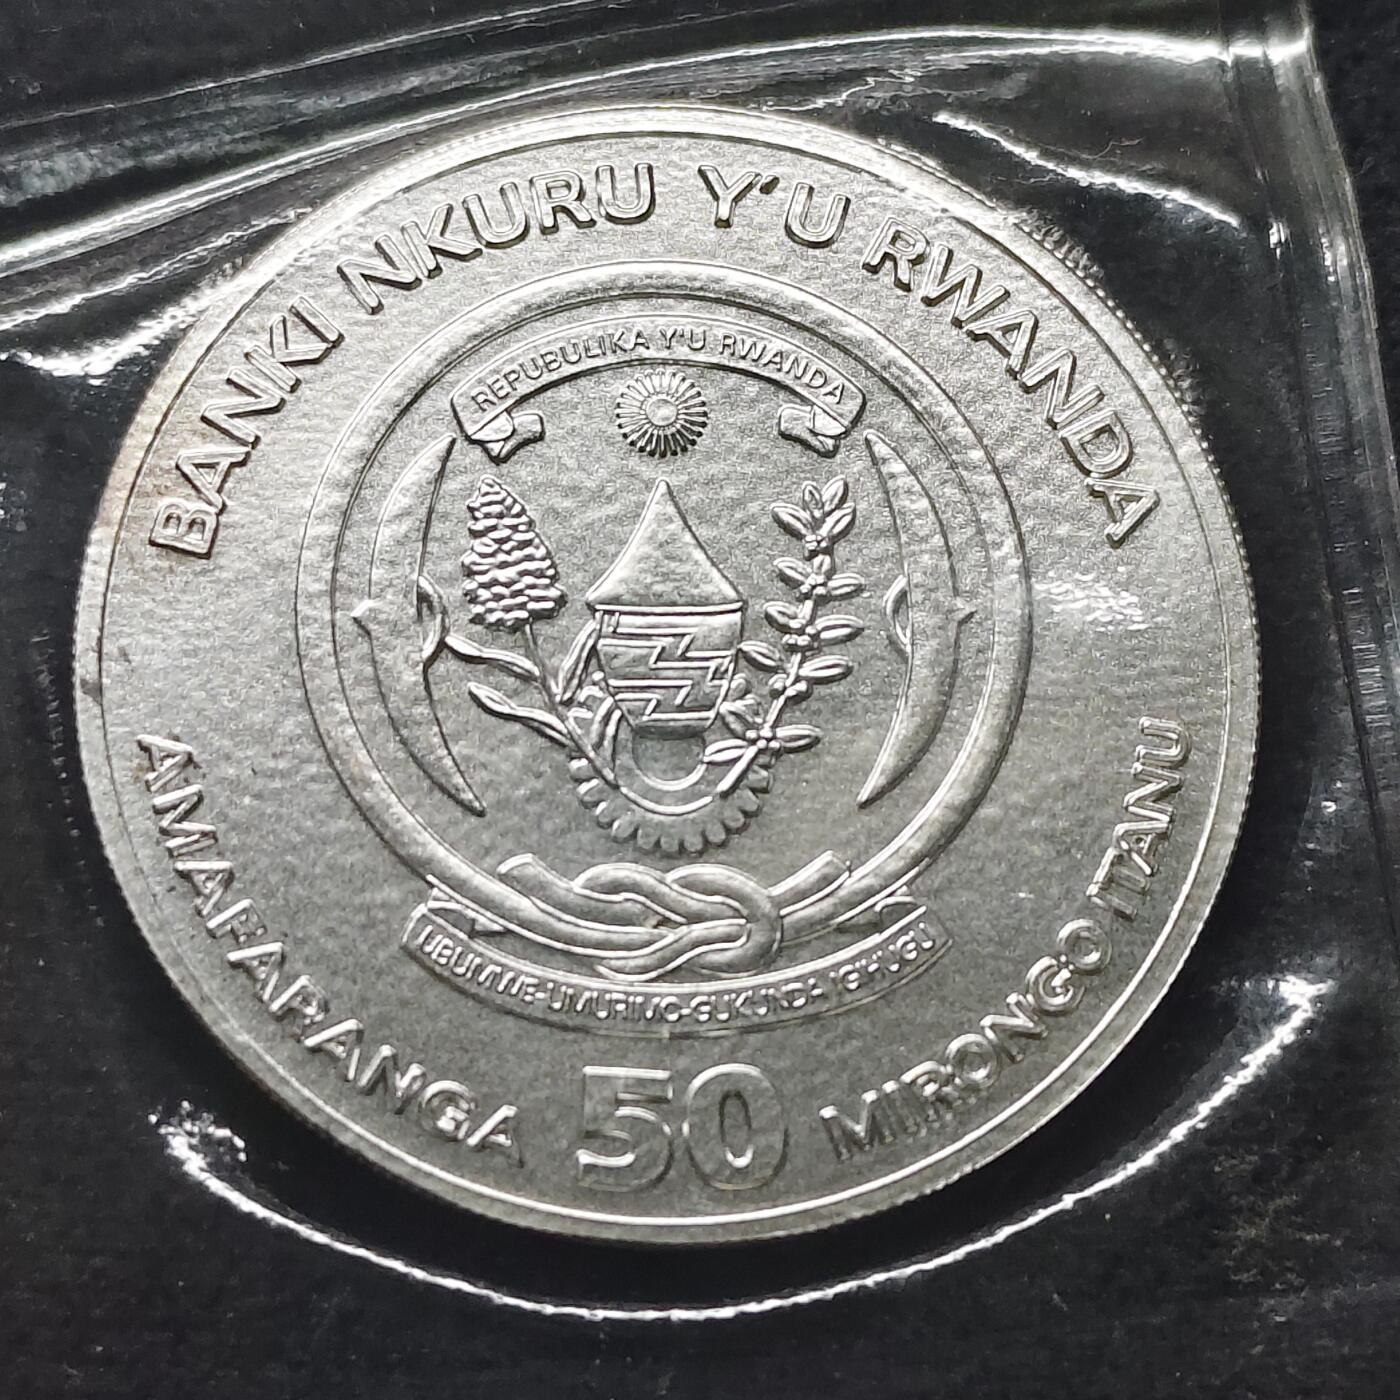 BANKI NKURU Y'U RWANDA
REPUBULIKA Y'U RWANDA
UBUMWE-UMURIMO-GUKUNDA IGIHUGU
AMAFARANGA 50 MIRONGO ITANU